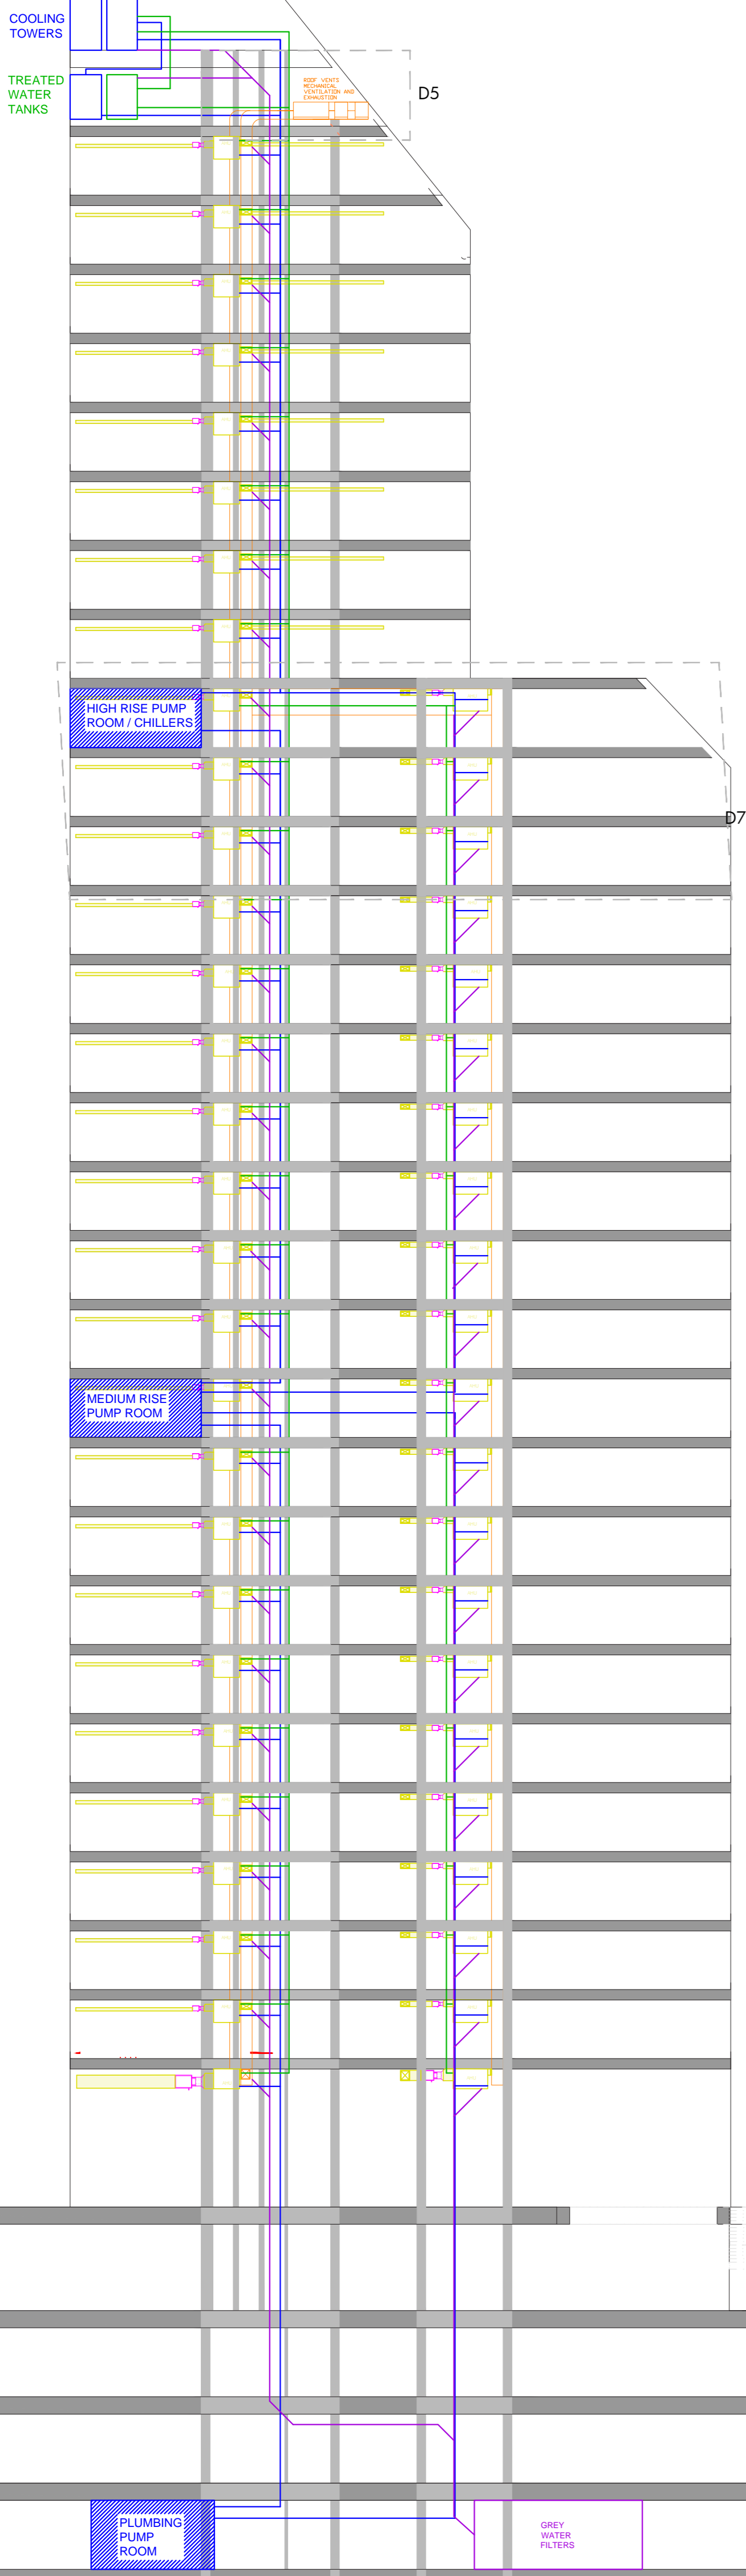 COOLING
TOWERS
TREATED
WATER
TANKS
ROOF VENTS
MECHANICAL
VENTILATION AND
EXHAUSTION
D5
HIGH RISE PUMP
ROOM / CHILLERS
D7
MEDIUM RISE
PUMP ROOM
PLUMBING
PUMP
ROOM
GREY
WATER
FILTERS